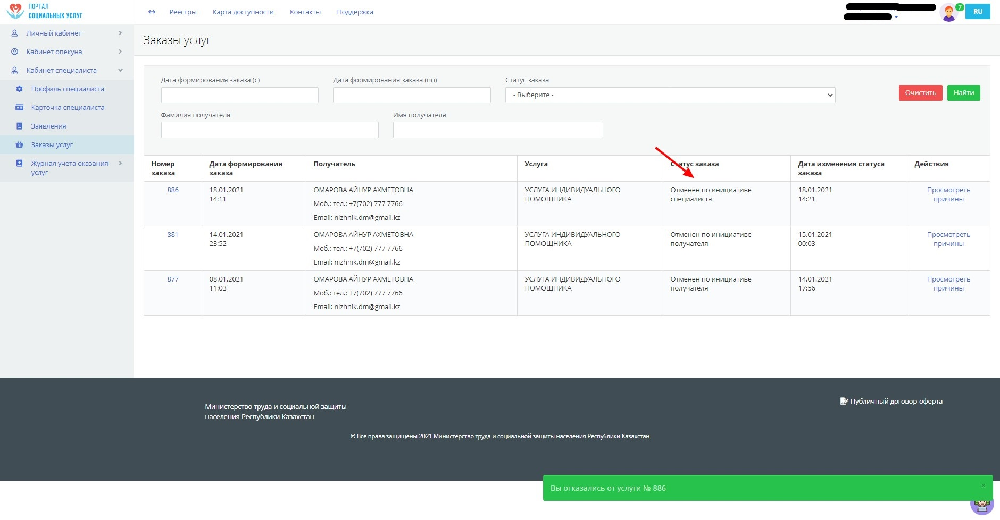 ПОРТАЛ
СОЦИАЛЬНЫХ УСЛУГ
Реестры
Карта доступности
Контакты
Поддержка
7
RU
Личный кабинет
Кабинет опекуна
Кабинет специалиста
Профиль специалиста
Карточка специалиста
Заявления
Заказы услуг
Журнал учета оказания
услуг
Заказы услуг
Дата формирования заказа (с)
Дата формирования заказа (по)
Статус заказа
- Выберите -
Очистить
Найти
Фамилия получателя
Имя получателя
Номер
заказа
Дата формирования
заказа
Получатель
Услуга
Статус заказа
Дата изменения статуса
заказа
Действия
886
18.01.2021
14:11
ОМАРОВА АЙНУР АХМЕТОВНА
Моб.: тел.: +7(702) 777 7766
Email: nizhnik.dm@gmail.kz
УСЛУГА ИНДИВИДУАЛЬНОГО
ПОМОЩНИКА
Отменен по инициативе
специалиста
18.01.2021
14:21
Просмотреть
причины
881
14.01.2021
23:52
ОМАРОВА АЙНУР АХМЕТОВНА
Моб.: тел.: +7(702) 777 7766
Email: nizhnik.dm@gmail.kz
УСЛУГА ИНДИВИДУАЛЬНОГО
ПОМОЩНИКА
Отменен по инициативе
получателя
15.01.2021
00:03
Просмотреть
причины
877
08.01.2021
11:03
ОМАРОВА АЙНУР АХМЕТОВНА
Моб.: тел.: +7(702) 777 7766
Email: nizhnik.dm@gmail.kz
УСЛУГА ИНДИВИДУАЛЬНОГО
ПОМОЩНИКА
Отменен по инициативе
получателя
14.01.2021
17:56
Просмотреть
причины
Министерство труда и социальной защиты
населения Республики Казахстан
Публичный договор-оферта
© Все права защищены 2021 Министерство труда и социальной защиты населения Республики Казахстан
Вы отказались от услуги № 886
×